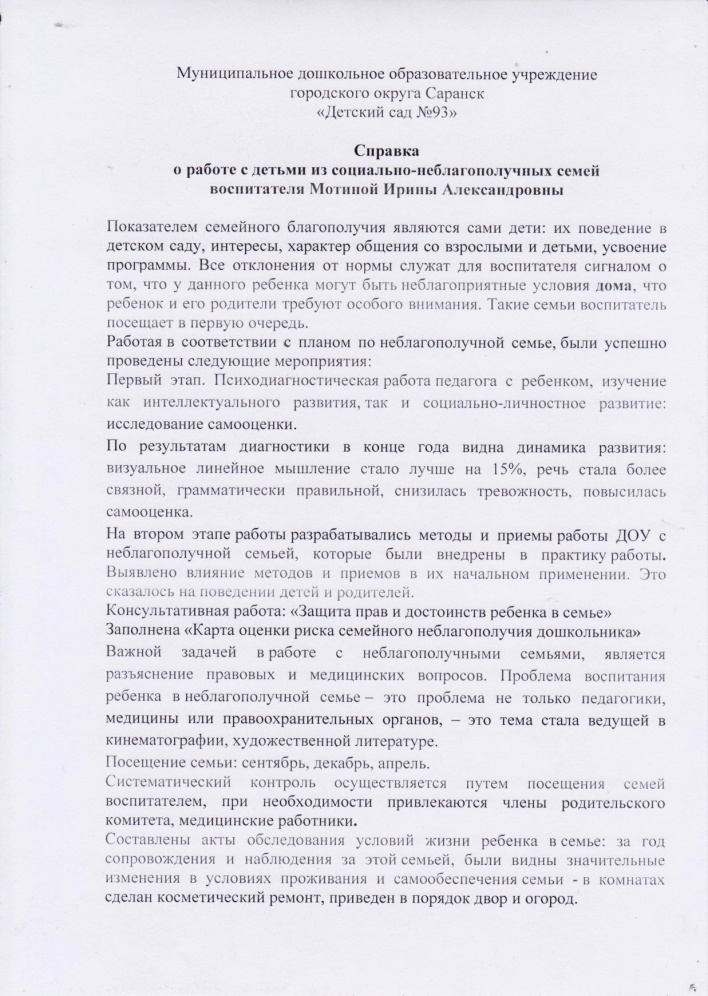 Муниципальное дошкольное образовательное учреждение
городского округа Саранск
«Детский сад №93»
Справка
о работе с детьми из социально-неблагополучных семей
воспитателя Мотиной Ирины Александровны
Показателем семейного благополучия являются сами дети: их поведение в
детском саду, интересы, характер общения со взрослыми и детьми, усвоение
программы. Все отклонения от нормы служат для воспитателя сигналом о
том, что у данного ребенка могут быть неблагоприятные условия дома, что
ребенок и его родители требуют особого внимания. Такие семьи воспитатель
посещает в первую очередь.
Работая в соответствии с планом по неблагополучной семье, были успешно
проведены следующие мероприятия:
Первый этап. Психодиагностическая работа педагога с ребенком, изучение
как интеллектуального развития, так и социально-личностное развитие:
исследование самооценки.
По результатам диагностики в конце года видна динамика развития:
визуальное линейное мышление стало лучше на 15%, речь стала более
связной, грамматически правильной, снизилась тревожность, повысилась
самооценка.
На втором этапе работы разрабатывались методы и приемы работы ДОУ с
неблагополучной семьей, которые были внедрены в практику работы.
Выявлено влияние методов и приемов в их начальном применении. Это
сказалось на поведении детей и родителей.
Консультативная работа: «Защита прав и достоинств ребенка в семье»
Заполнена «Карта оценки риска семейного неблагополучия дошкольника»
Важной задачей в работе с неблагополучными семьями, является
разъяснение правовых и медицинских вопросов. Проблема воспитания
ребенка в неблагополучной семье – это проблема не только педагогики,
медицины или правоохранительных органов, – это тема стала ведущей в
кинематографии, художественной литературе.
Посещение семьи: сентябрь, декабрь, апрель.
Систематический контроль осуществляется путем посещения семей
воспитателем, при необходимости привлекаются члены родительского
комитета, медицинские работники.
Составлены акты обследования условий жизни ребенка в семье: за год
сопровождения и наблюдения за этой семьей, были видны значительные
изменения в условиях проживания и самообеспечения семьи - в комнатах
сделан косметический ремонт, приведен в порядок двор и огород.